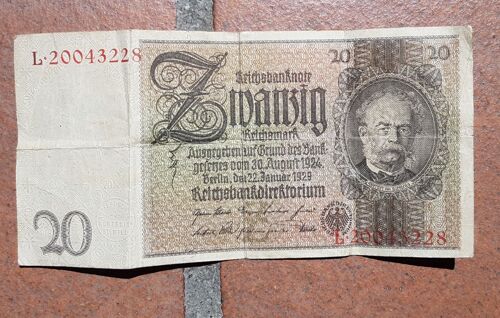 L·20043228
20 20
Reichsbanknote
Zwanzig
Reichsmark
Ausgegeben auf Grund des Bank-
gesetzes vom 30. August 1924
Berlin, den 22. Januar 1929
Reichsbankdirektorium
20
L·20043228